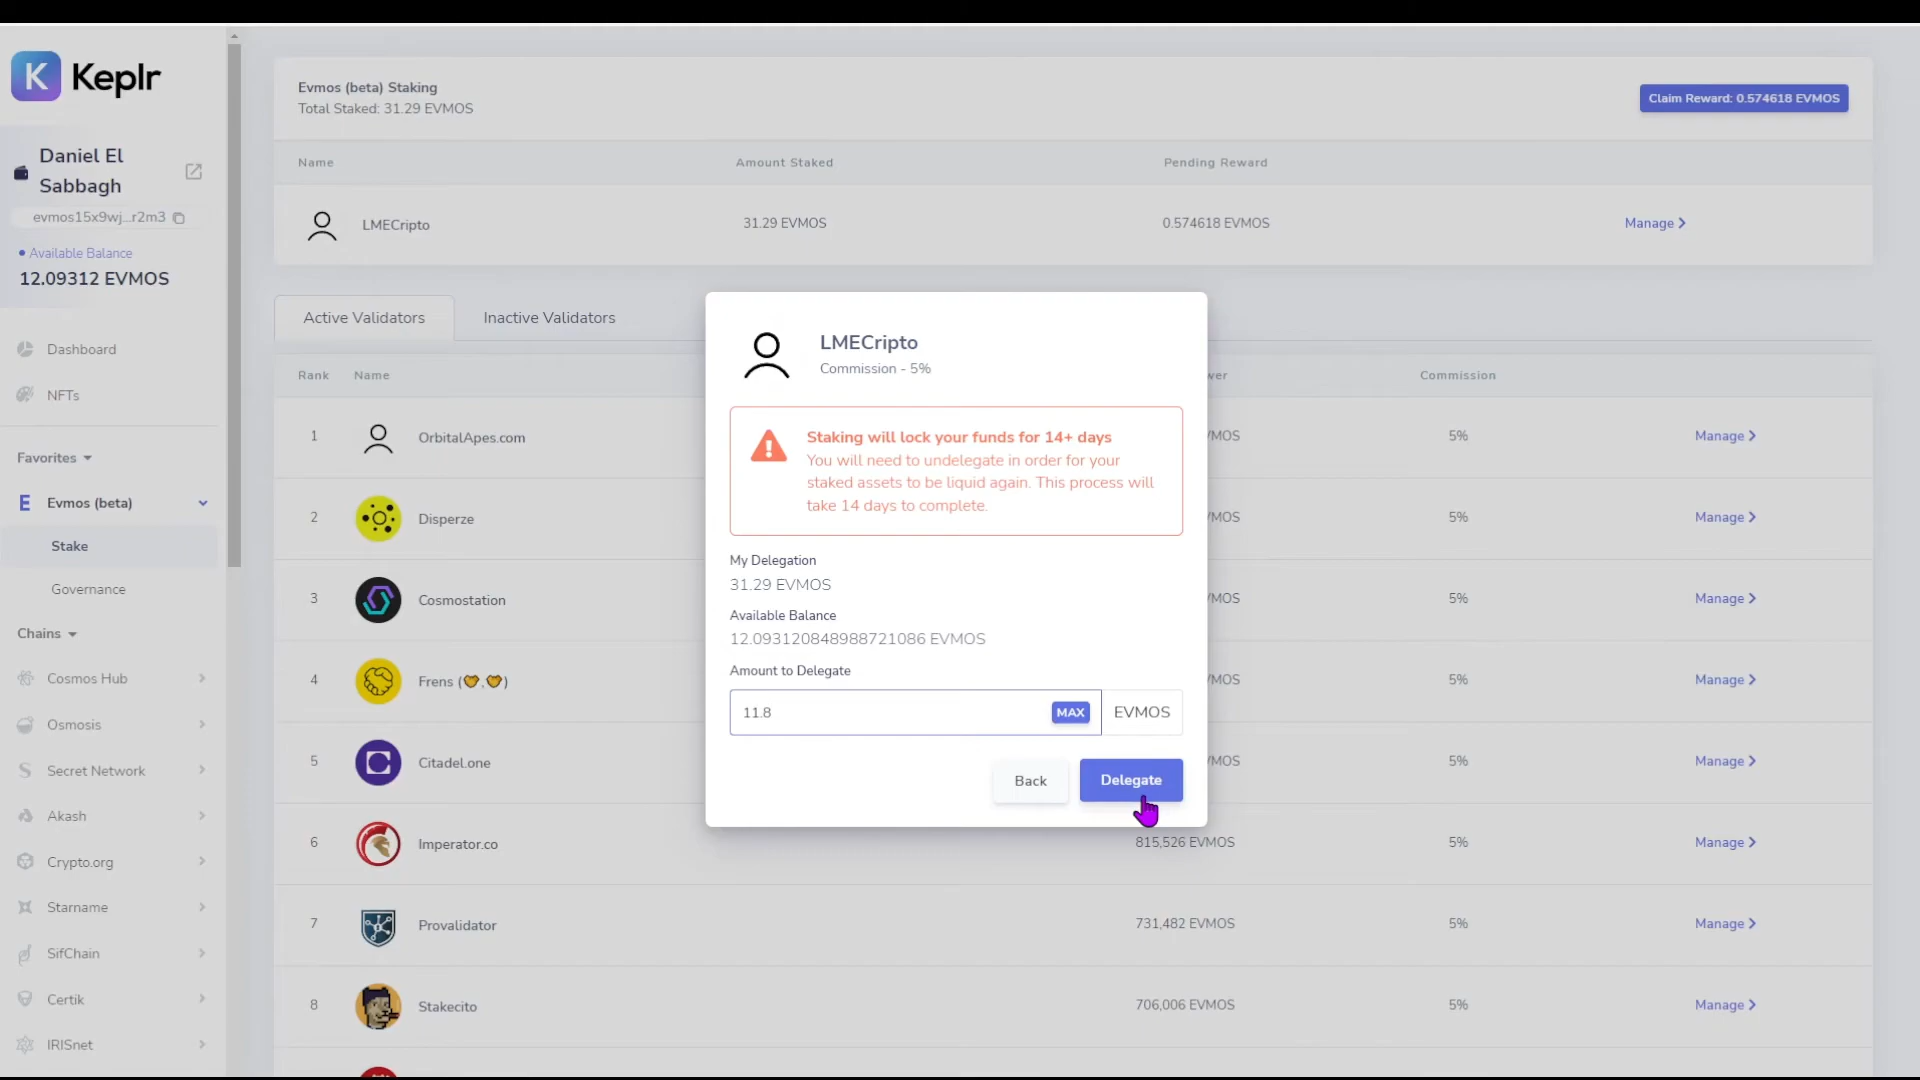 Keplr
Daniel El
Sabbagh
evmos15x9wj...r2m3
Available Balance
12.09312 EVMOS
Dashboard
NFTs
Favorites
Evmos (beta)
Stake
Governance
Chains
Cosmos Hub
Osmosis
Secret Network
Akash
Crypto.org
Starname
SifChain
Certik
IRISnet
Evmos (beta) Staking
Total Staked: 31.29 EVMOS
Claim Reward: 0.574618 EVMOS
Name Amount Staked Pending Reward
LMECripto 31.29 EVMOS 0.574618 EVMOS Manage
Active Validators Inactive Validators
Rank Name Commission
1 OrbitalApes.com 5% Manage
2 Disperze 5% Manage
3 Cosmostation 5% Manage
4 Frens (🤝,🤝) 5% Manage
5 Citadel.one 5% Manage
6 Imperator.co 815,526 EVMOS 5% Manage
7 Provalidator 731,482 EVMOS 5% Manage
8 Stakecito 706,006 EVMOS 5% Manage
LMECripto
Commission - 5%
Staking will lock your funds for 14+ days
You will need to undelegate in order for your
staked assets to be liquid again. This process will
take 14 days to complete.
My Delegation
31.29 EVMOS
Available Balance
12.093120848988721086 EVMOS
Amount to Delegate
11.8 MAX EVMOS
Back Delegate